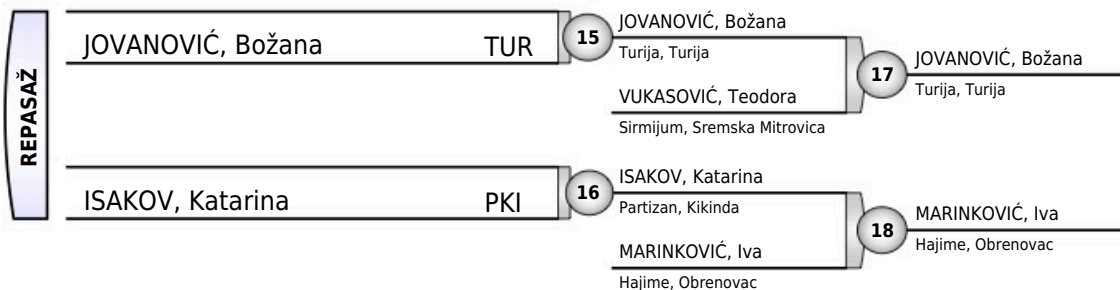 REPASAŽ
JOVANOVIĆ, Božana TUR
15
JOVANOVIĆ, Božana
Turija, Turija
VUKASOVIĆ, Teodora
Sirmijum, Sremska Mitrovica
17
JOVANOVIĆ, Božana
Turija, Turija
ISAKOV, Katarina PKI
16
ISAKOV, Katarina
Partizan, Kikinda
MARINKOVIĆ, Iva
Hajime, Obrenovac
18
MARINKOVIĆ, Iva
Hajime, Obrenovac